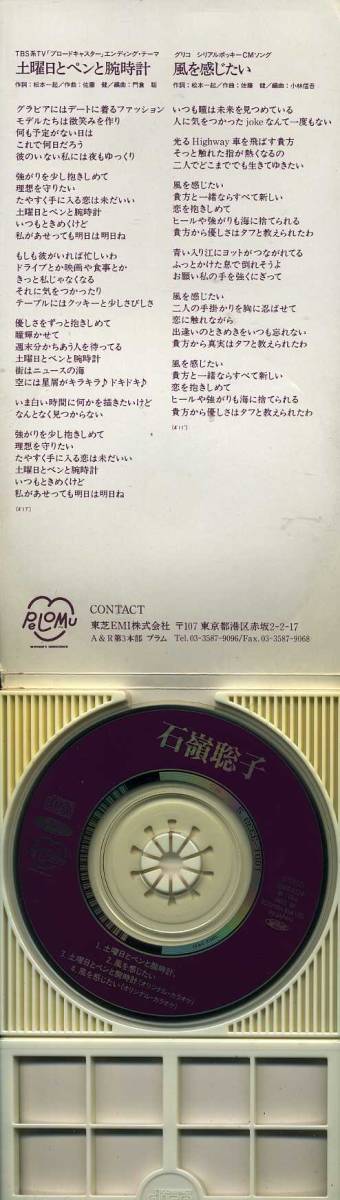 TBS系TV「ブロードキャスター」エンディング・テーマ
土曜日とペンと腕時計
作詞:松本一起／作曲:佐藤 健／編曲:門倉 聡
グラビアにはデートに着るファッション
モデルたちは微笑みを作り
何も予定がない日は
これで何日だろう
彼のいない私には夜もゆっくり
強がりを少し抱きしめて
理想を守りたい
たやすく手に入る恋は未だいい
土曜日とペンと腕時計
いつもときめくけど
私があせっても明日は明日ね
もしも彼がいれば忙しいわ
ドライブとか映画や食事とか
きっと私じゃなくなる
それに気をつかったり
テーブルにはクッキーと少しさびしさ
優しさをずっと抱きしめて
瞳輝かせて
週末分かちあう人を待ってる
土曜日とペンと腕時計
街はニュースの海
空には星屑がキラキラ♪ドキドキ♪
いま白い時間に何かを描きたいけど
なんとなく見つからない
強がりを少し抱きしめて
理想を守りたい
たやすく手に入る恋は未だいい
土曜日とペンと腕時計
いつもときめくけど
私があせっても明日は明日ね
グリコ シリアルポッキーCMソング
風を感じたい
作詞:松本一起／作曲:佐藤 健／編曲:小林信吾
いつも瞳は未来を見つめている
人に気をつかったjokeなんて一度もない
光るHighway車を飛ばす貴方
そっと触れた指が熱くなるの
二人でどこまででも生きてゆきたい
風を感じたい
貴方と一緒ならすべて新しい
恋を抱きしめて
ヒールやウサばらしも海に捨てられる
貴方から優しさはタフと教えられたわ
青い入り江にヨットがつながれてる
ふっとかけた息で倒れそうよ
お願い私の手を強くにぎって
風を感じたい
二人の手掛かりを胸に忍ばせて
恋に触れながら
出逢いのときめきをいつも忘れない
貴方から真実はタフと教えられたわ
風を感じたい
貴方と一緒ならすべて新しい
恋を抱きしめて
貴方から優しさはタフと教えられたわ
PeLoMu
CONTACT
東芝EMI株式会社 〒107 東京都港区赤坂2-2-17
A&R第3本部 プラム Tel.03-3587-9096/Fax.03-3587-9068
石嶺聡子
1. 土曜日とペンと腕時計
2. 風を感じたい
3. 土曜日とペンと腕時計(オリジナル・カラオケ)
4. 風を感じたい(オリジナル・カラオケ)